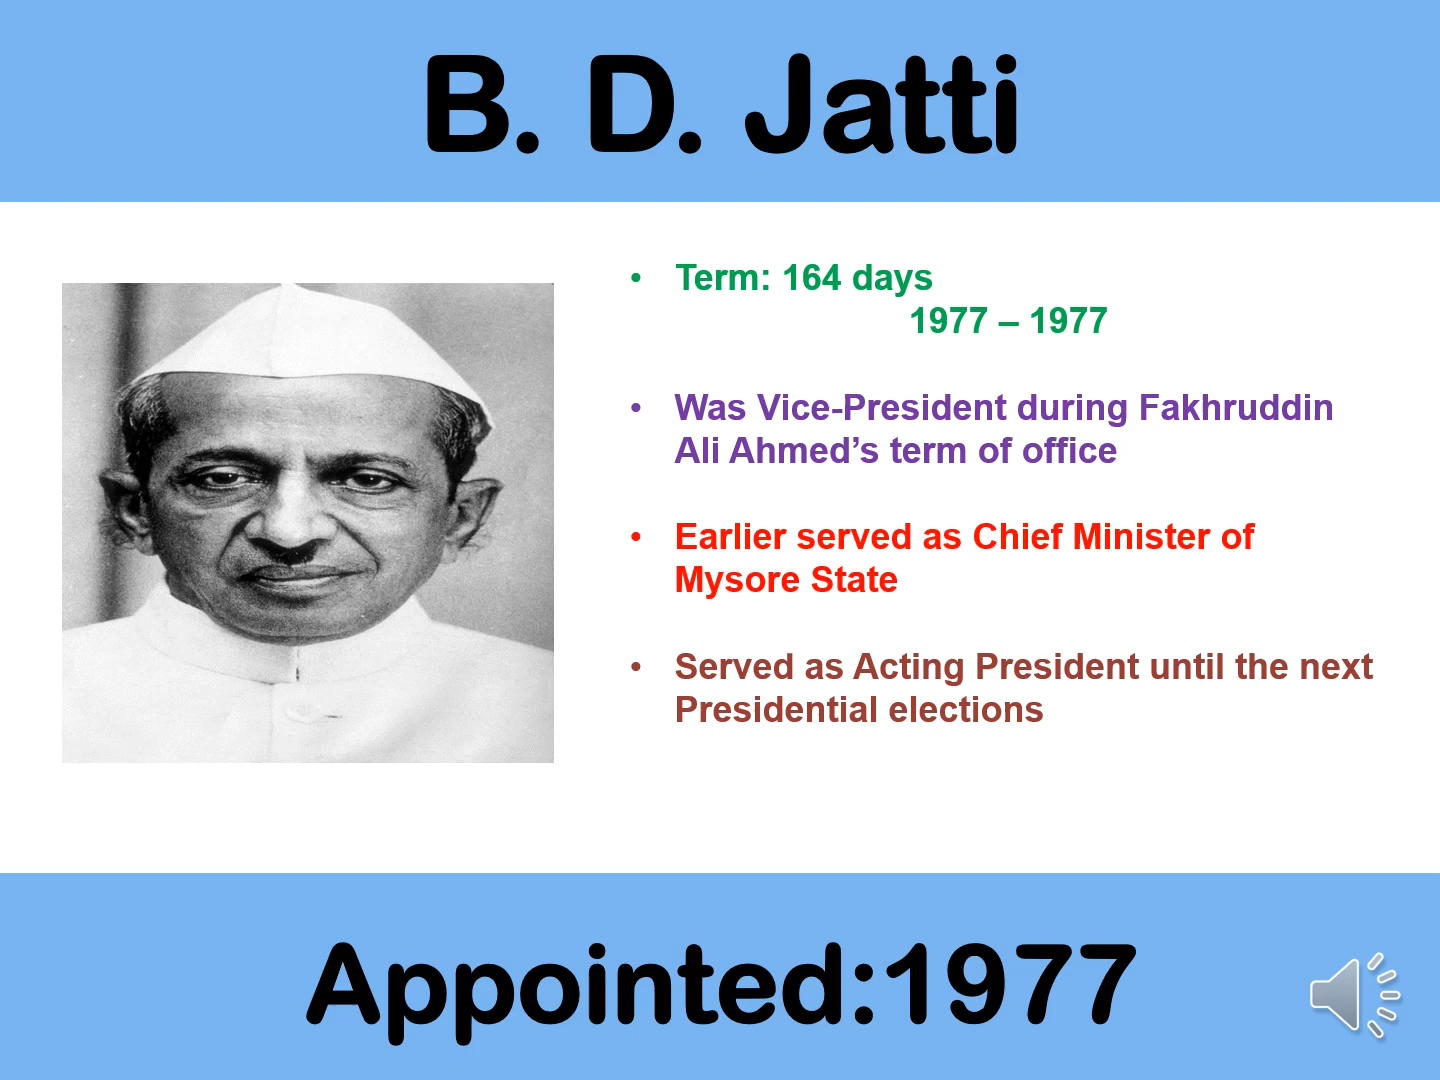 B. D. Jatti
• Term: 164 days
1977 – 1977
• Was Vice-President during Fakhruddin
Ali Ahmed’s term of office
• Earlier served as Chief Minister of
Mysore State
• Served as Acting President until the next
Presidential elections
Appointed:1977